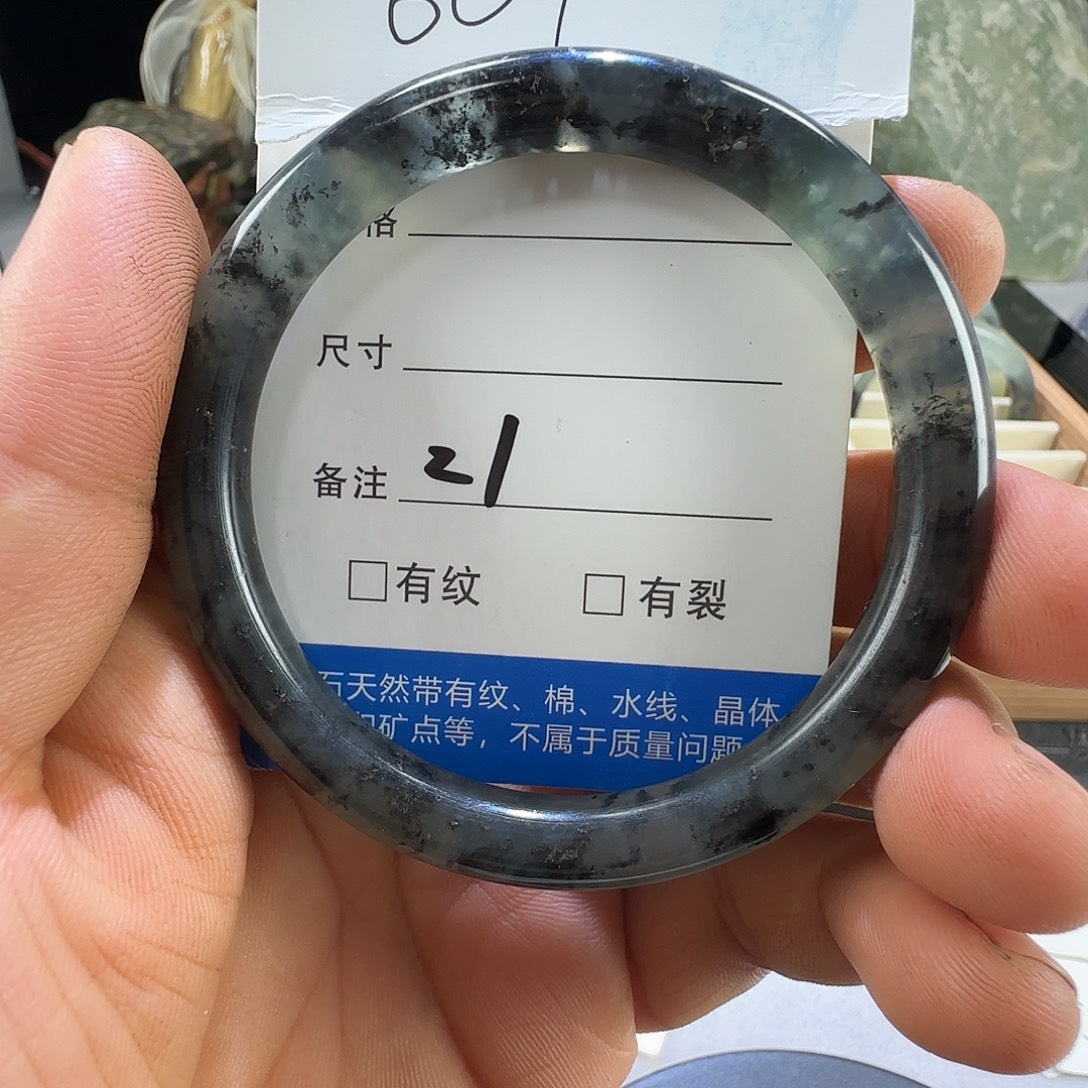 格
尺寸
备注 21
□有纹 □有裂
石天然带有纹、棉、水线、晶体
矿点等，不属于质量问题